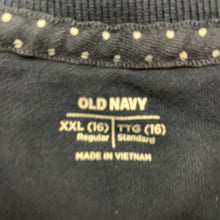 OLD NAVY
XXL (16) TTG (16)
Regular Standard
MADE IN VIETNAM